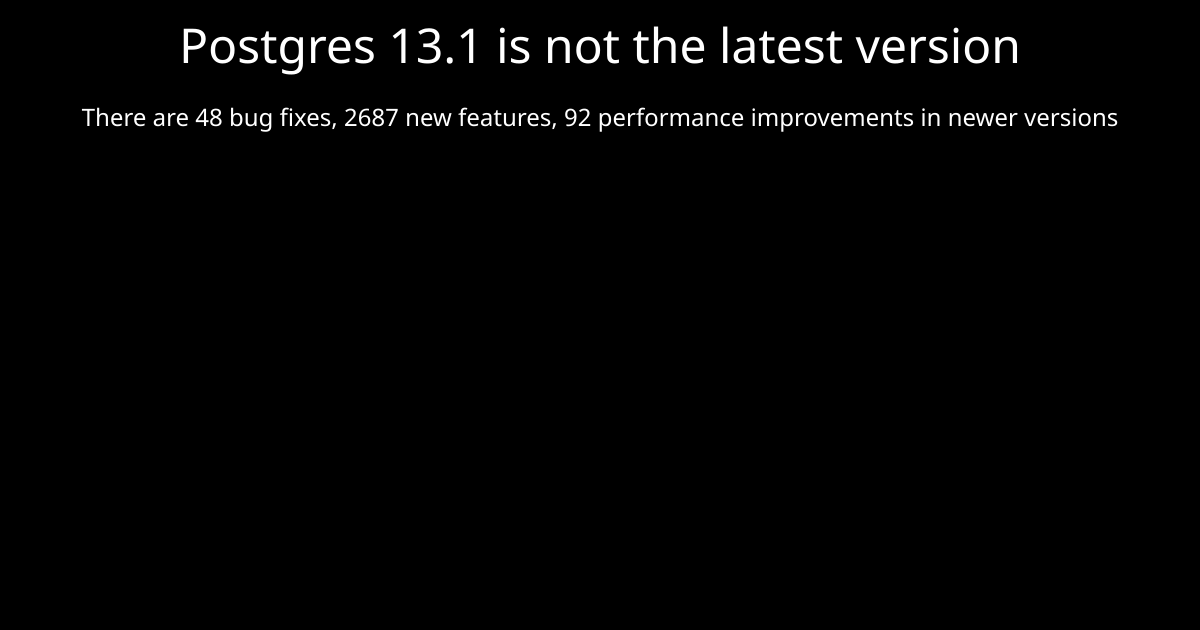 Postgres 13.1 is not the latest version
There are 48 bug fixes, 2687 new features, 92 performance improvements in newer versions